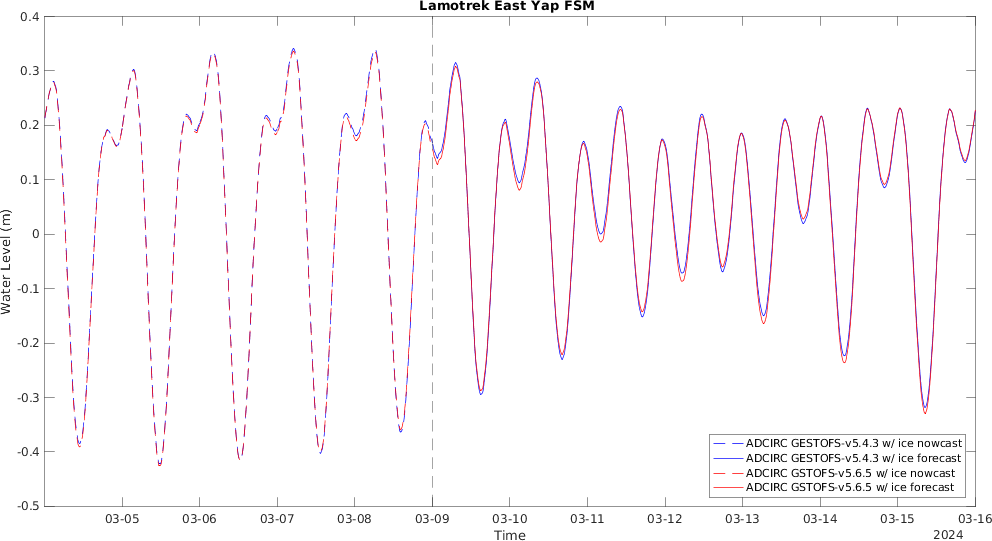 Lamotrek East Yap FSM
0.4
0.3
0.2
0.1
0
-0.1
-0.2
-0.3
-0.4
-0.5
Water Level (m)
03-05 03-06 03-07 03-08 03-09 03-10 03-11 03-12 03-13 03-14 03-15 03-16
Time
2024
ADCIRC GESTOFS-v5.4.3 w/ ice nowcast
ADCIRC GESTOFS-v5.4.3 w/ ice forecast
ADCIRC GSTOFS-v5.6.5 w/ ice nowcast
ADCIRC GSTOFS-v5.6.5 w/ ice forecast